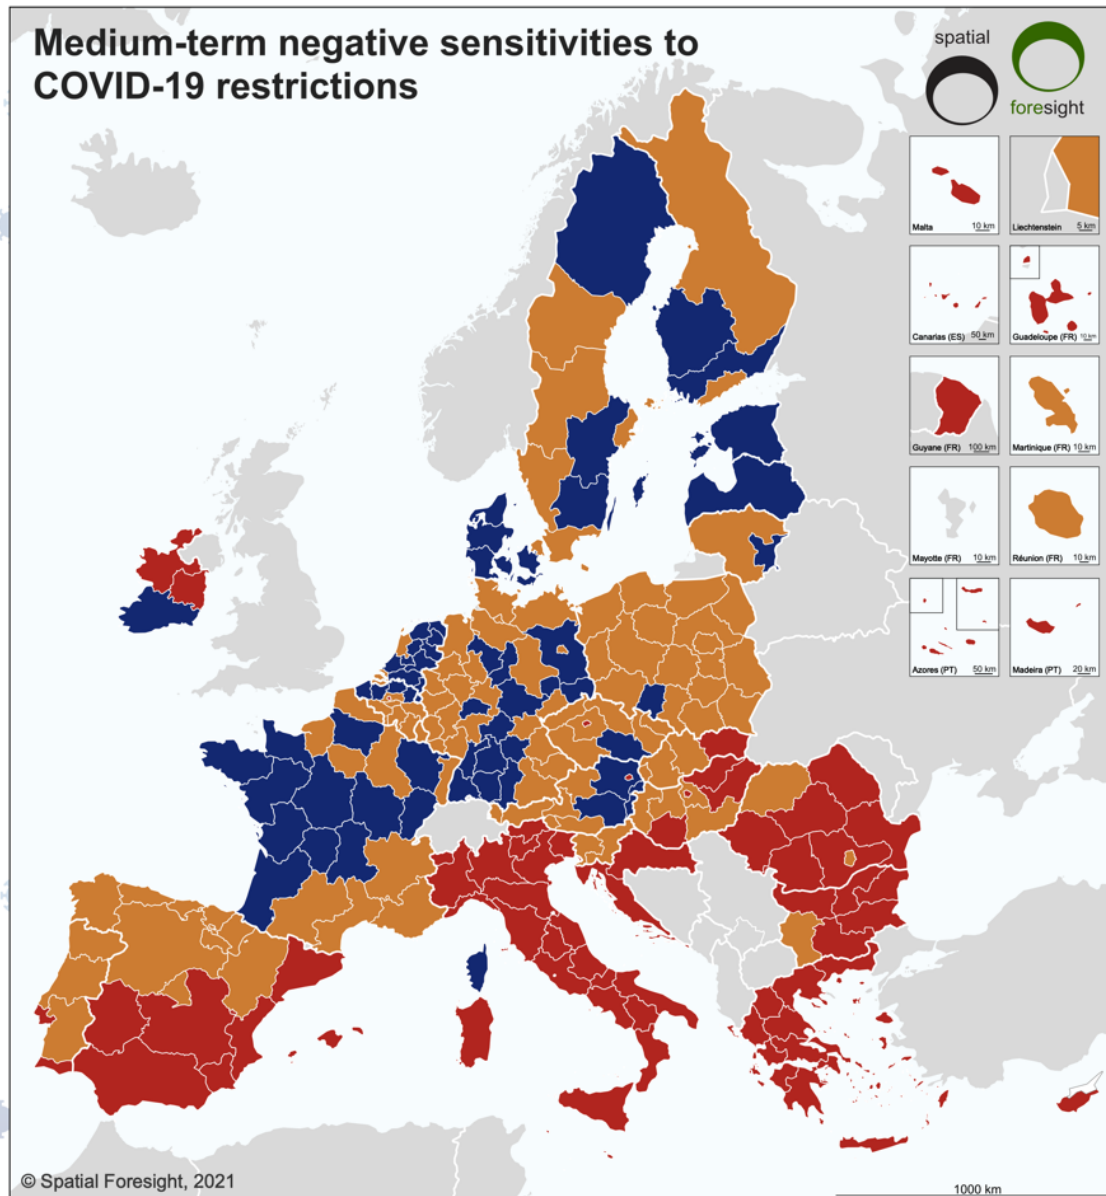 Medium-term negative sensitivities to
COVID-19 restrictions
spatial
foresight
Malta
10 km
Liechtenstein
5 km
Canarias (ES)
50 km
Guadeloupe (FR)
10 km
Guyane (FR)
100 km
Martinique (FR)
10 km
Mayotte (FR)
10 km
Réunion (FR)
10 km
Azores (PT)
50 km
Madeira (PT)
20 km
© Spatial Foresight, 2021
1000 km